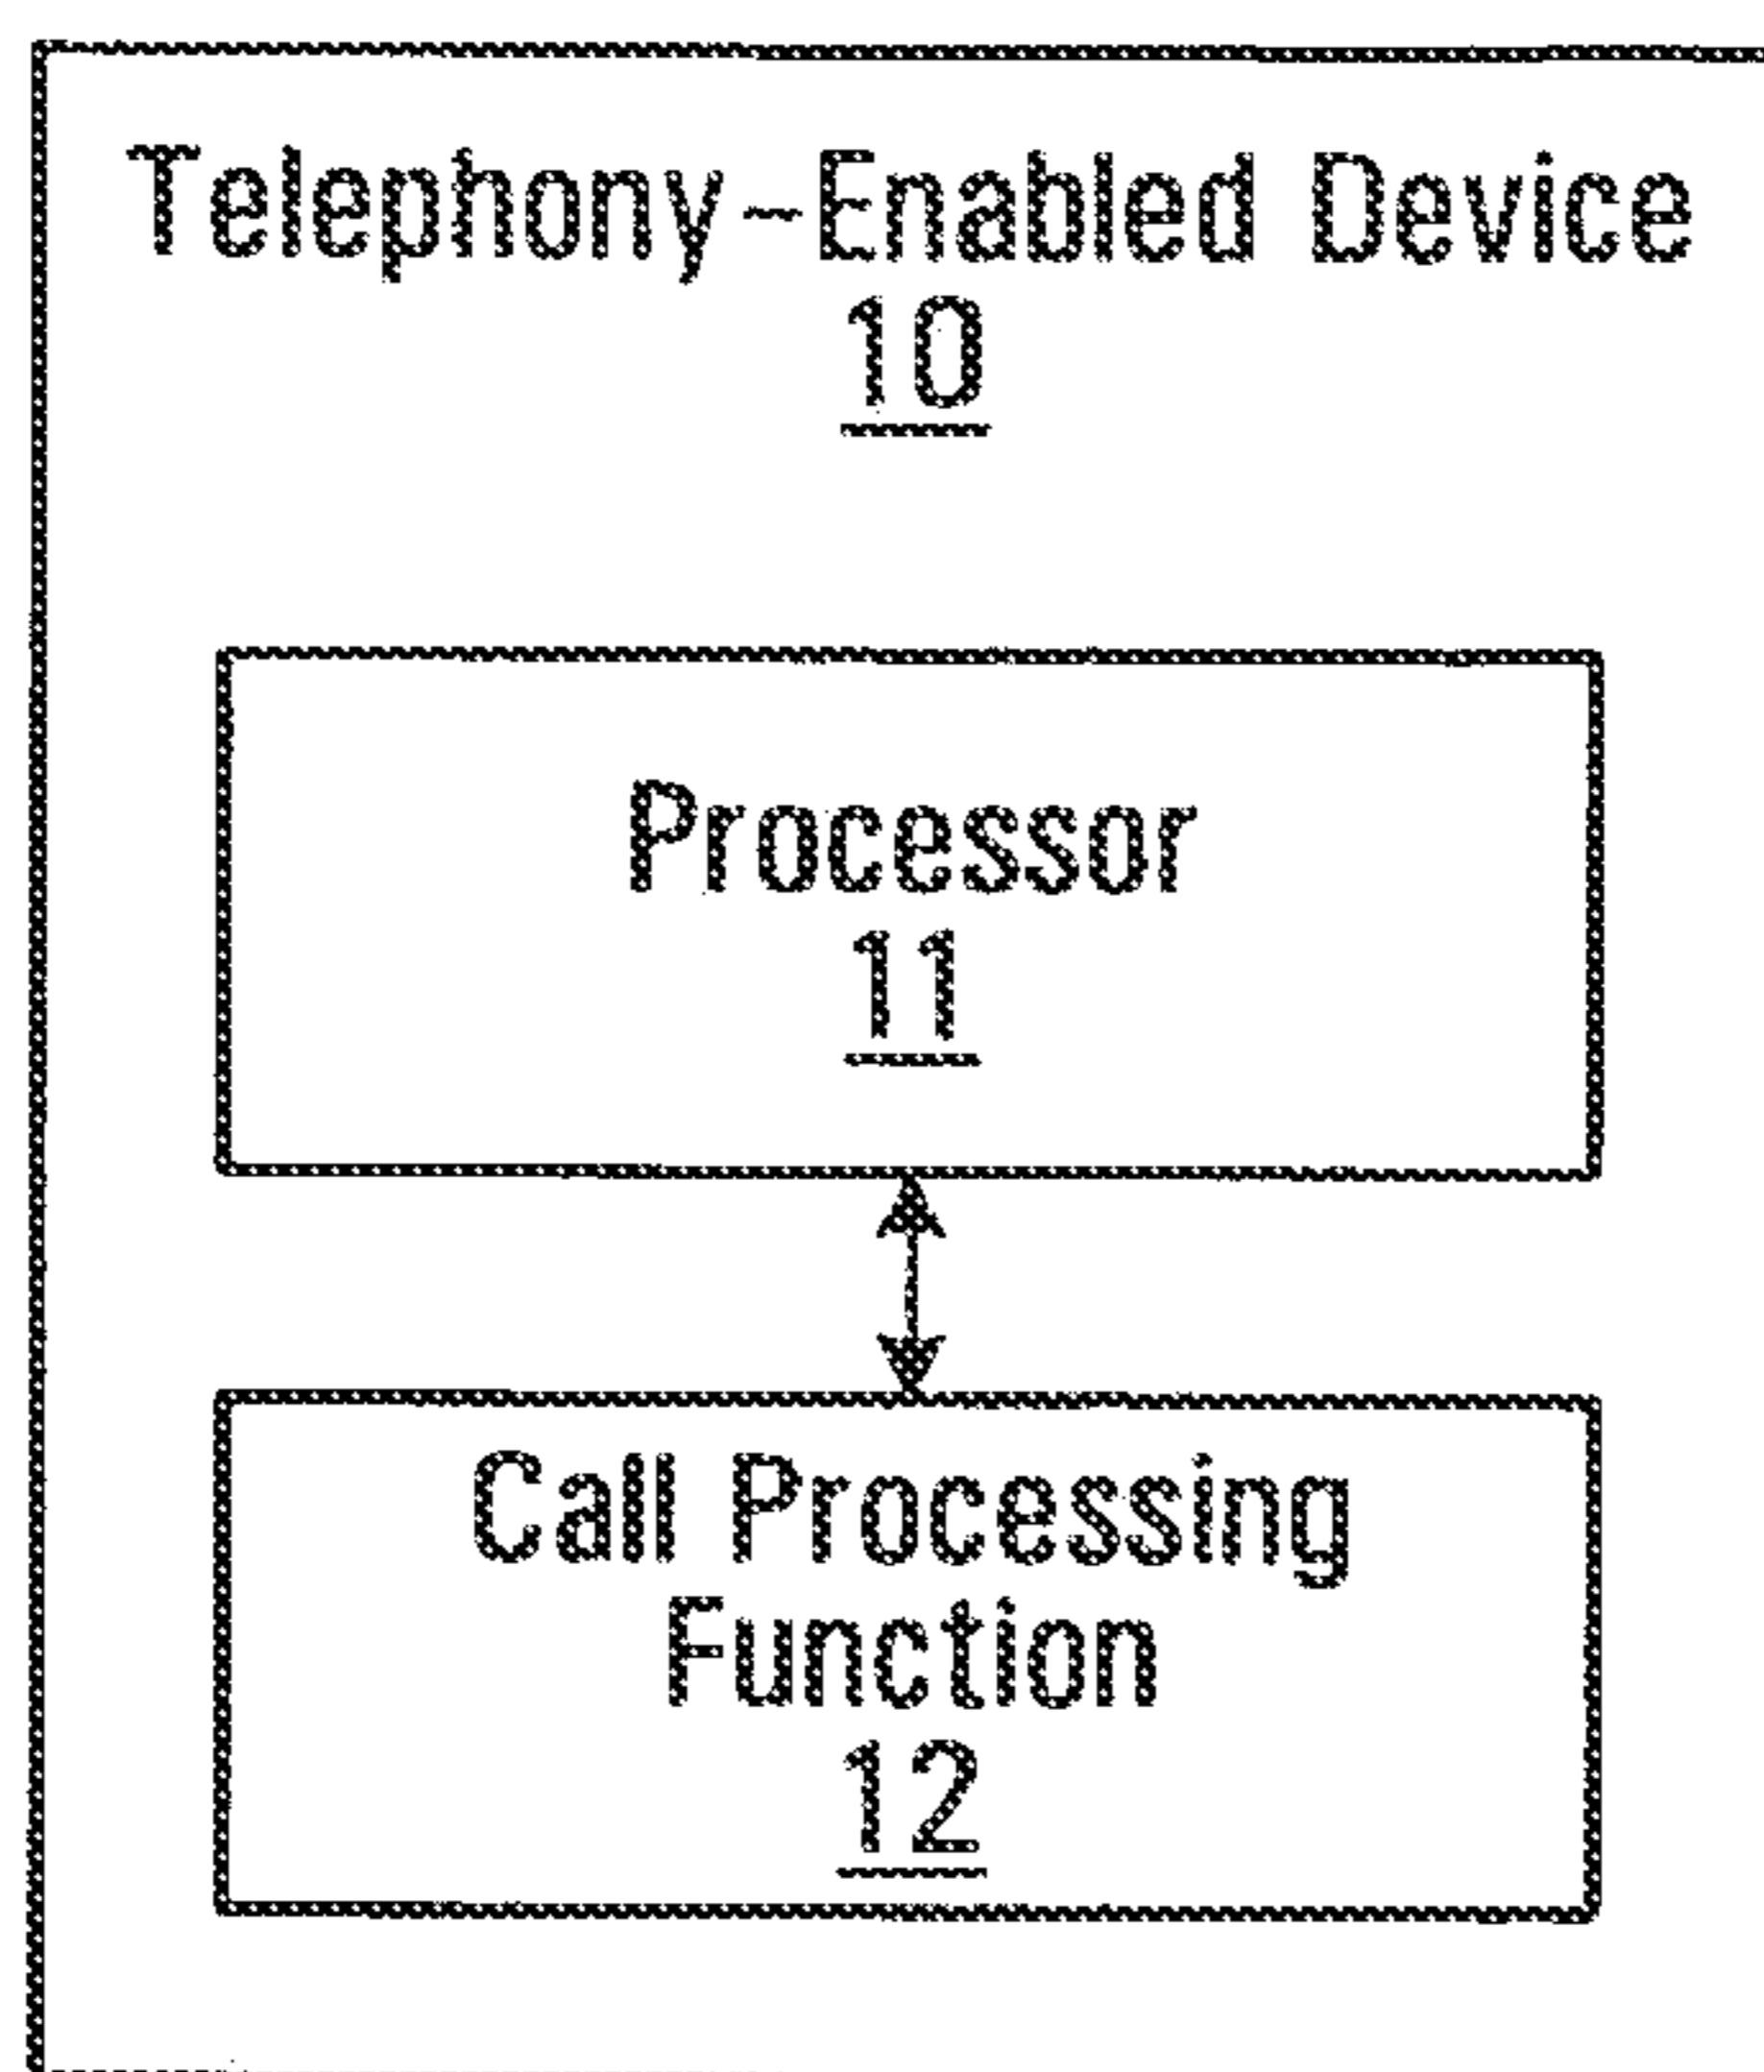 Telephony-Enabled Device
10
Processor
11
Call Processing
Function
12